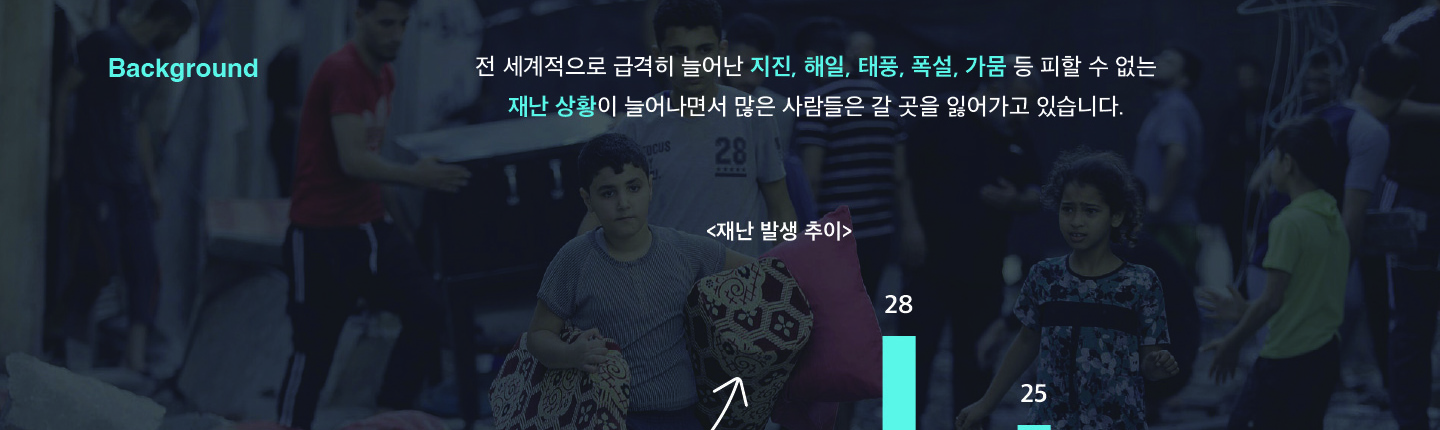 Background
전 세계적으로 급격히 늘어난 지진, 해일, 태풍, 폭설, 가뭄 등 피할 수 없는
재난 상황이 늘어나면서 많은 사람들은 갈 곳을 잃어가고 있습니다.
28
<재난 발생 추이>
28
25